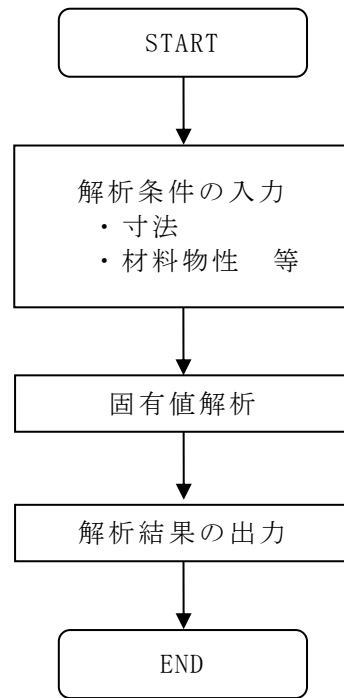 START
解析条件の入力
・寸法
・材料物性　等
固有値解析
解析結果の出力
END